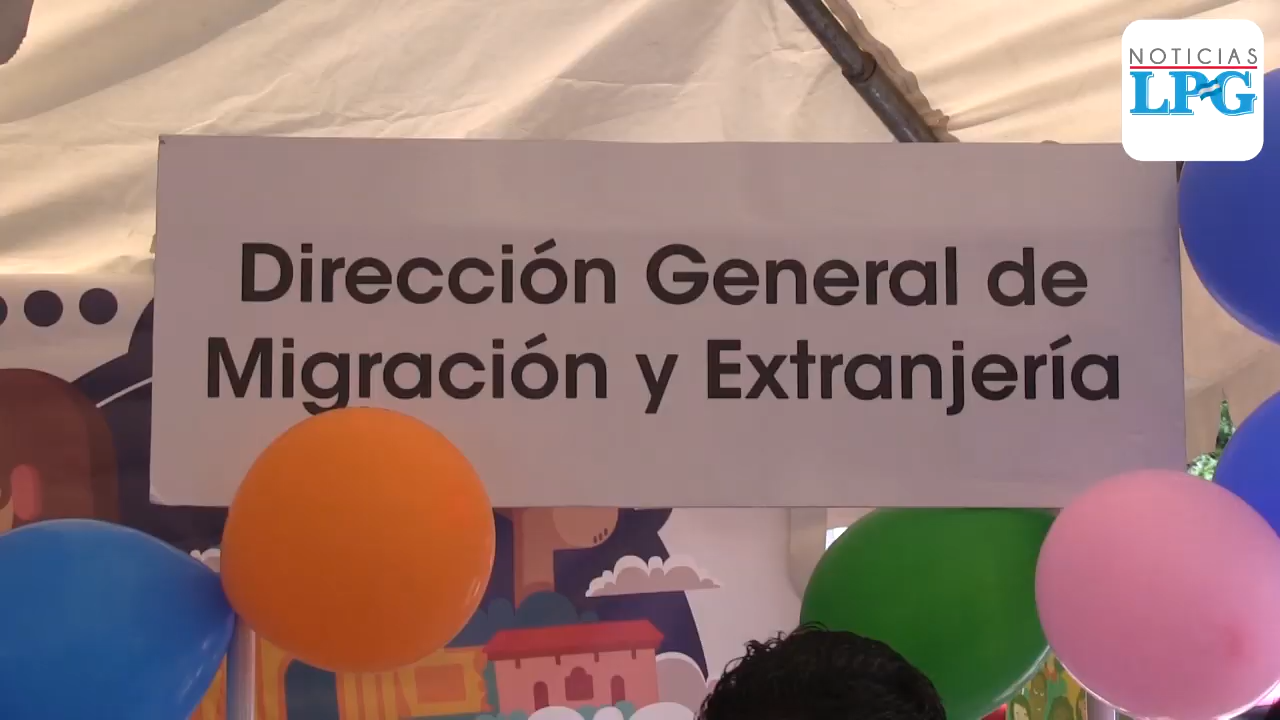 NOTICIAS
LPG
Dirección General de
Migración y Extranjería